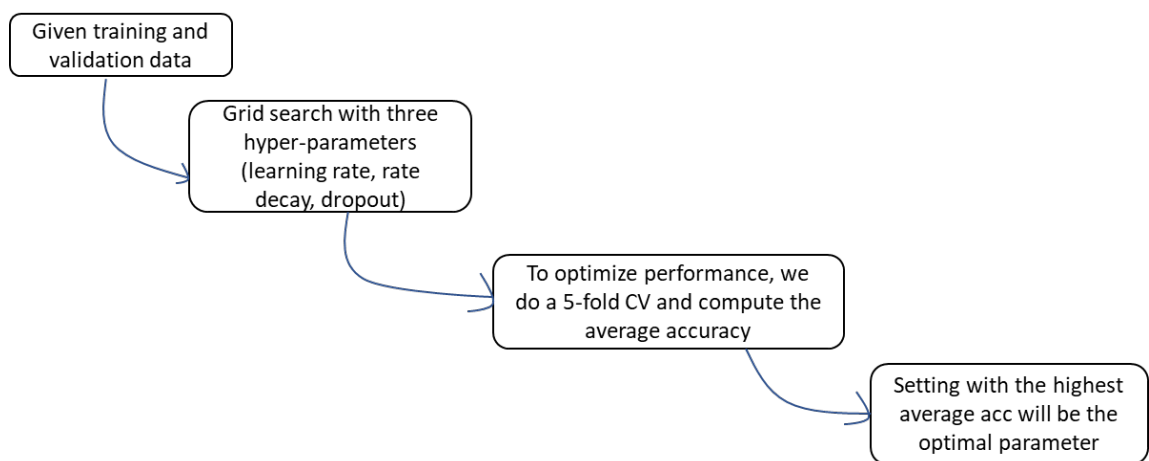 Given training and
validation data
Grid search with three
hyper-parameters
(learning rate, rate
decay, dropout)
To optimize performance, we
do a 5-fold CV and compute the
average accuracy
Setting with the highest
average acc will be the
optimal parameter